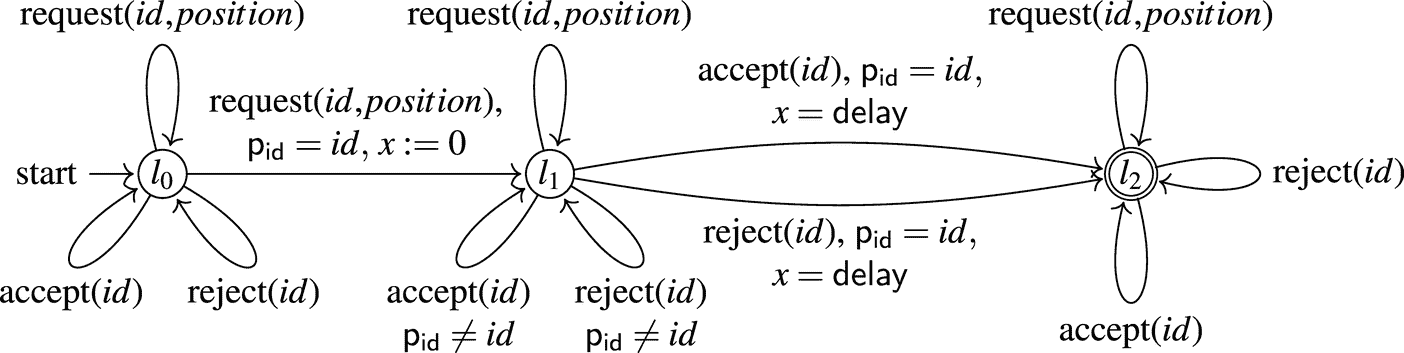 request(id,position)
request(id,position)
request(id,position)
accept(id), p_id = id,
x = delay
request(id,position),
p_id = id, x := 0
start
l_0
l_1
l_2
reject(id)
reject(id), p_id = id,
x = delay
accept(id)
reject(id)
accept(id)
p_id ≠ id
reject(id)
p_id ≠ id
accept(id)